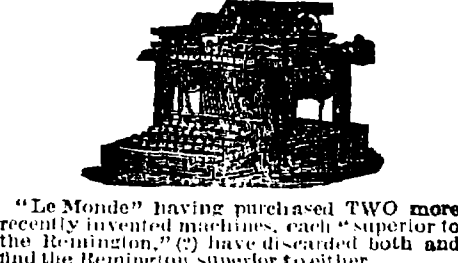 “Le Monde” having purchased TWO more
recently invented machines, each “superior to
the Remington,” (?) have discarded both and
find the Remington superior to either.